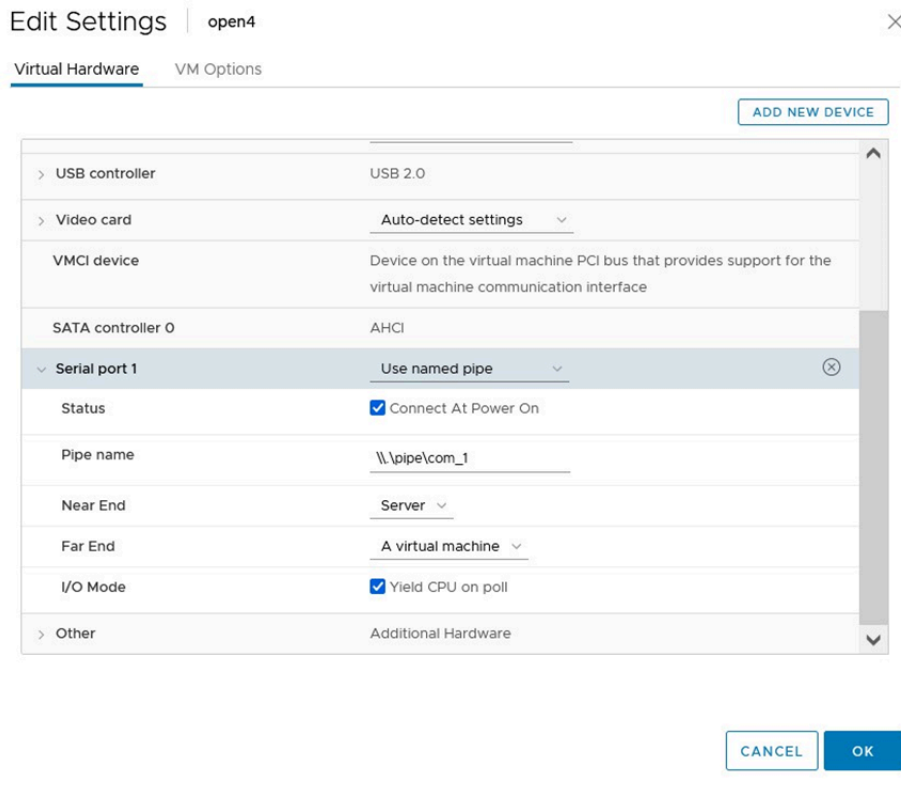 Edit Settings open4
Virtual Hardware VM Options
ADD NEW DEVICE
USB controller USB 2.0
Video card Auto-detect settings
VMCI device Device on the virtual machine PCI bus that provides support for the
virtual machine communication interface
SATA controller 0 AHCI
Serial port 1 Use named pipe
Status Connect At Power On
Pipe name \\.\pipe\com_1
Near End Server
Far End A virtual machine
I/O Mode Yield CPU on poll
Other Additional Hardware
CANCEL OK